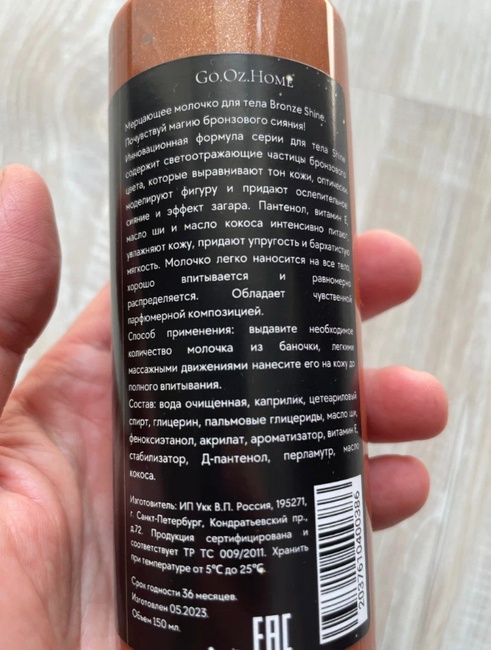 Go.Oz.Home
Мерцающее молочко для тела Bronze Shine.
Почувствуй магию бронзового сияния!
Инновационная формула серии для тела Shine
содержит светоотражающие частицы бронзового
цвета, которые выравнивают тон кожи, оптически
моделируют фигуру и придают ослепительное
сияние и эффект загара. Пантенол, витамин Е,
масло ши и масло кокоса интенсивно питают,
увлажняют кожу, придают упругость и бархатистую
мягкость. Молочко легко наносится на все тело,
хорошо впитывается и равномерно
распределяется. Обладает чувственной
парфюмерной композицией.
Способ применения: выдавите необходимое
количество молочка из баночки, легкими
массажными движениями нанесите его на кожу до
полного впитывания.
Состав: вода очищенная, каприлик, цетеариловый
спирт, глицерин, пальмовые глицериды, масло ши,
феноксиэтанол, акрилат, ароматизатор, витамин Е,
стабилизатор, Д-пантенол, перламутр, масло
кокоса.
Изготовитель: ИП Укк В.П. Россия, 195271,
г. Санкт-Петербург, Кондратьевский пр.,
д.72. Продукция сертифицирована и
соответствует ТР ТС 009/2011. Хранить
при температуре от 5°C до 25°C.
Срок годности 36 месяцев.
Изготовлен 05.2023.
Объем 150 мл.
EAC
2037610400386